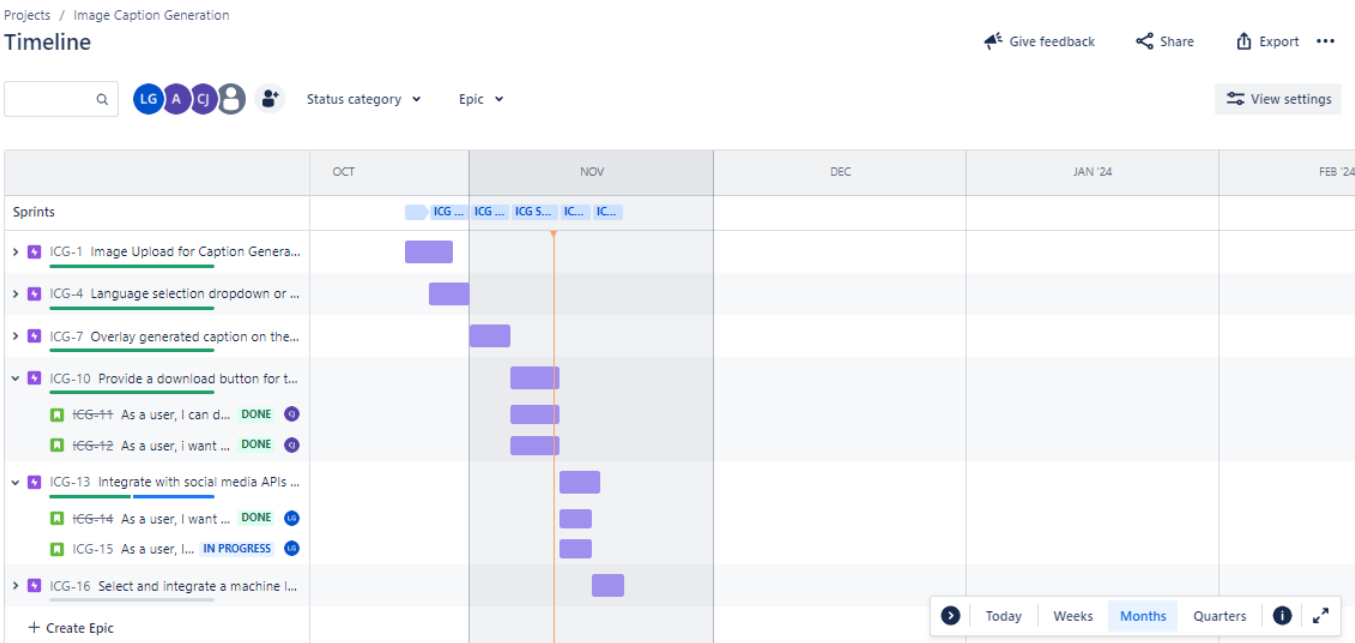 Projects / Image Caption Generation
Timeline
Give feedback
Share
Export
LG A CJ
Status category
Epic
View settings
OCT NOV DEC JAN '24 FEB '24
Sprints ICG ... ICG ... ICG S... IC... IC...
ICG-1 Image Upload for Caption Genera...
ICG-4 Language selection dropdown or ...
ICG-7 Overlay generated caption on the...
ICG-10 Provide a download button for t...
ICG-11 As a user, I can d... DONE CJ
ICG-12 As a user, i want ... DONE CJ
ICG-13 Integrate with social media APIs ...
ICG-14 As a user, I want ... DONE LG
ICG-15 As a user, I... IN PROGRESS LG
ICG-16 Select and integrate a machine l...
+ Create Epic
Today Weeks Months Quarters